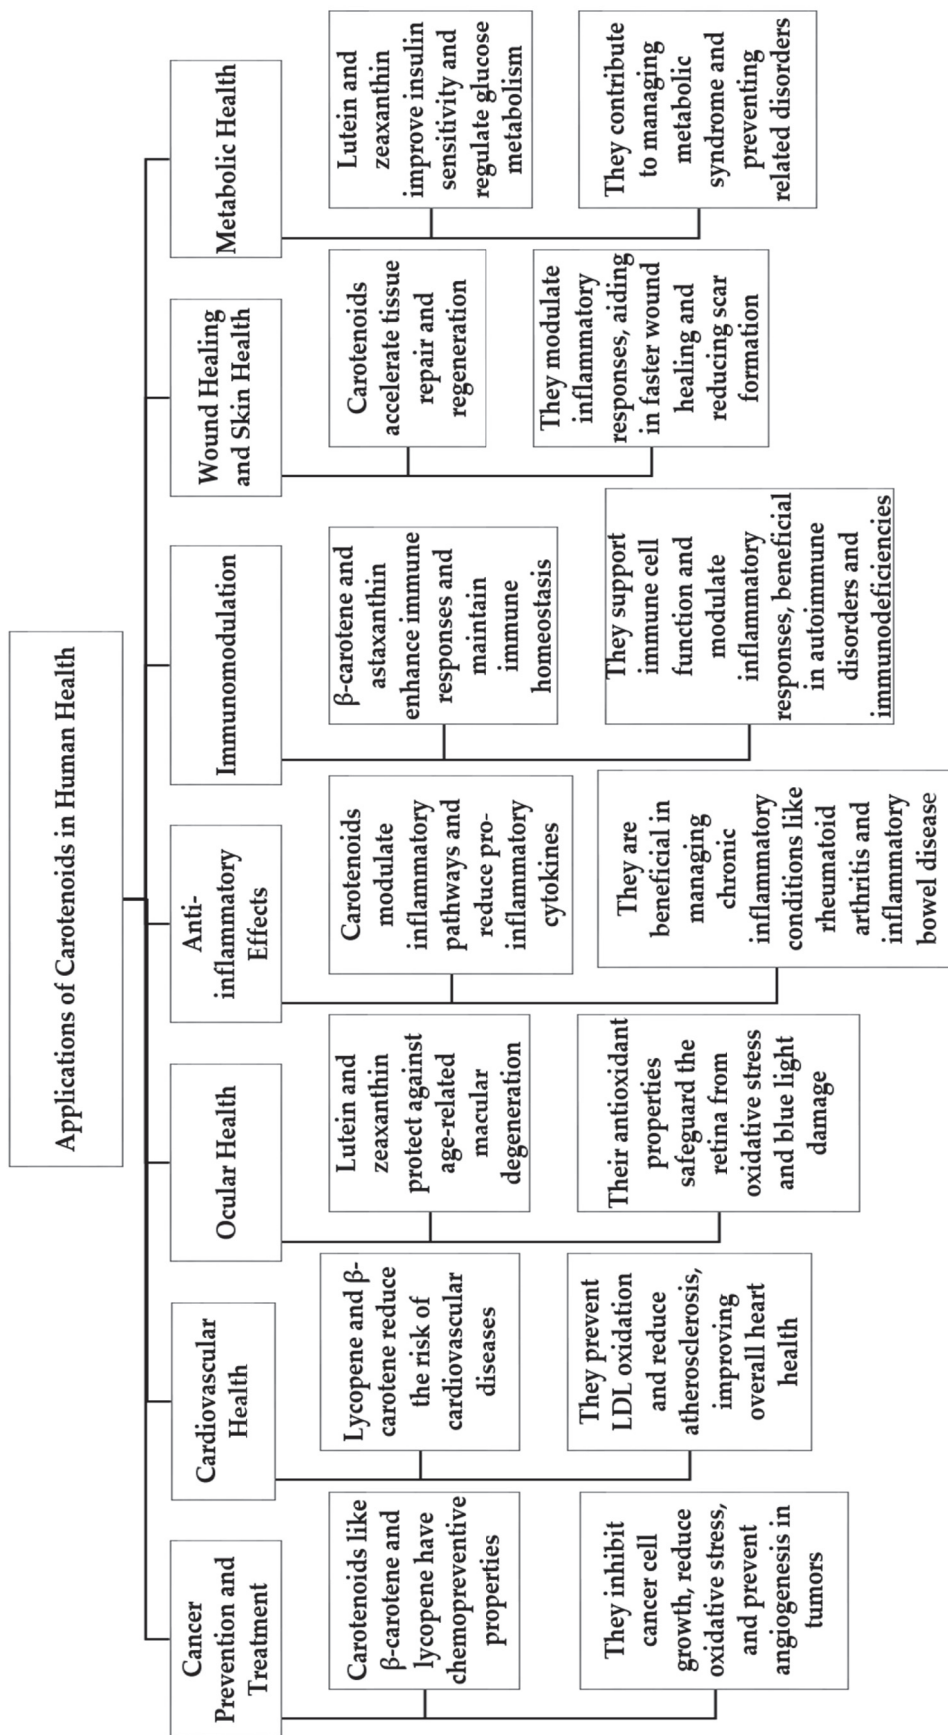 Applications of Carotenoids in Human Health
Cancer
Prevention and
Treatment
Carotenoids like
β-carotene and
lycopene have
chemopreventive
properties
They inhibit
cancer cell
growth, reduce
oxidative stress,
and prevent
angiogenesis in
tumors
Cardiovascular
Health
Lycopene and β-
carotene reduce
the risk of
cardiovascular
diseases
They prevent
LDL oxidation
and reduce
atherosclerosis,
improving
overall heart
health
Ocular Health
Lutein and
zeaxanthin
protect against
age-related
macular
degeneration
Their antioxidant
properties
safeguard the
retina from
oxidative stress
and blue light
damage
Anti-
inflammatory
Effects
Carotenoids
modulate
inflammatory
pathways and
reduce pro-
inflammatory
cytokines
They are
beneficial in
managing
chronic
inflammatory
conditions like
rheumatoid
arthritis and
inflammatory
bowel disease
Immunomodulation
β-carotene and
astaxanthin
enhance immune
responses and
maintain
immune
homeostasis
They support
immune cell
function and
modulate
inflammatory
responses, beneficial
in autoimmune
disorders and
immunodeficiencies
Wound Healing
and Skin Health
Carotenoids
accelerate tissue
repair and
regeneration
They modulate
inflammatory
responses, aiding
in faster wound
healing and
reducing scar
formation
Metabolic Health
Lutein and
zeaxanthin
improve insulin
sensitivity and
regulate glucose
metabolism
They contribute
to managing
metabolic
syndrome and
preventing
related disorders